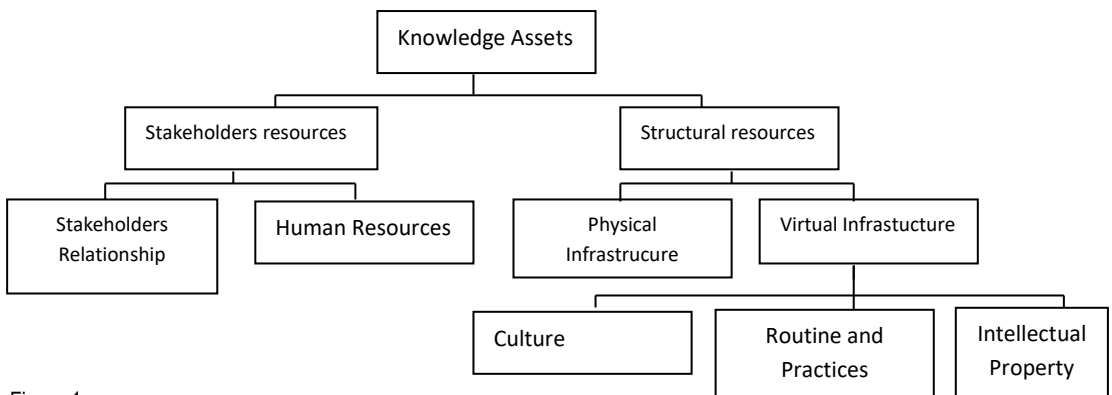 Knowledge Assets
Stakeholders resources
Structural resources
Stakeholders
Relationship
Human Resources
Physical
Infrastrucure
Virtual Infrastucture
Culture
Routine and
Practices
Intellectual
Property